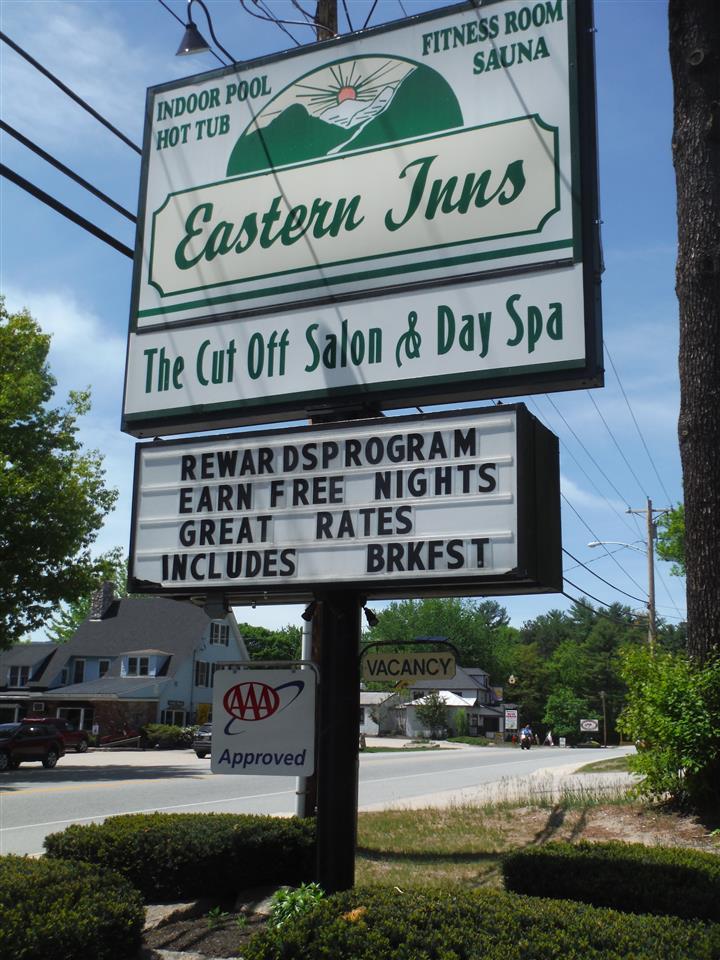 INDOOR POOL
HOT TUB
FITNESS ROOM
SAUNA
Eastern Inns
The Cut Off Salon & Day Spa
REWARDSPROGRAM
EARN FREE NIGHTS
GREAT RATES
INCLUDES BRKFST
VACANCY
AAA
Approved